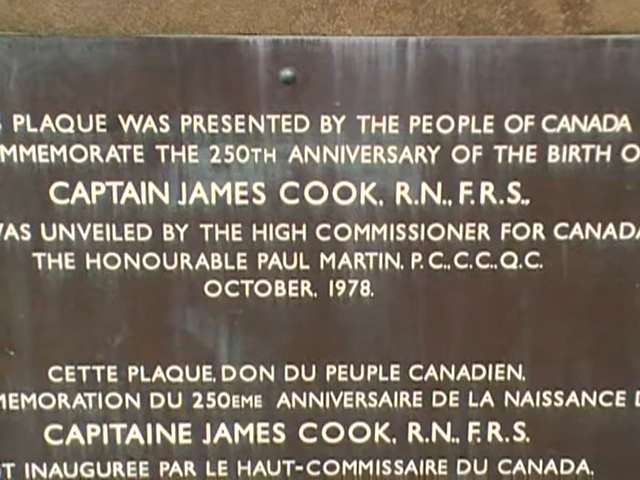 PLAQUE WAS PRESENTED BY THE PEOPLE OF CANADA
MMEMORATE THE 250TH ANNIVERSARY OF THE BIRTH O
CAPTAIN JAMES COOK, R.N., F.R.S.,
WAS UNVEILED BY THE HIGH COMMISSIONER FOR CANADA
THE HONOURABLE PAUL MARTIN, P.C., C.C., Q.C.
OCTOBER, 1978.
CETTE PLAQUE, DON DU PEUPLE CANADIEN,
MEMORATION DU 250EME ANNIVERSAIRE DE LA NAISSANCE D
CAPITAINE JAMES COOK, R.N., F.R.S.
T INAUGUREE PAR LE HAUT-COMMISSAIRE DU CANADA,